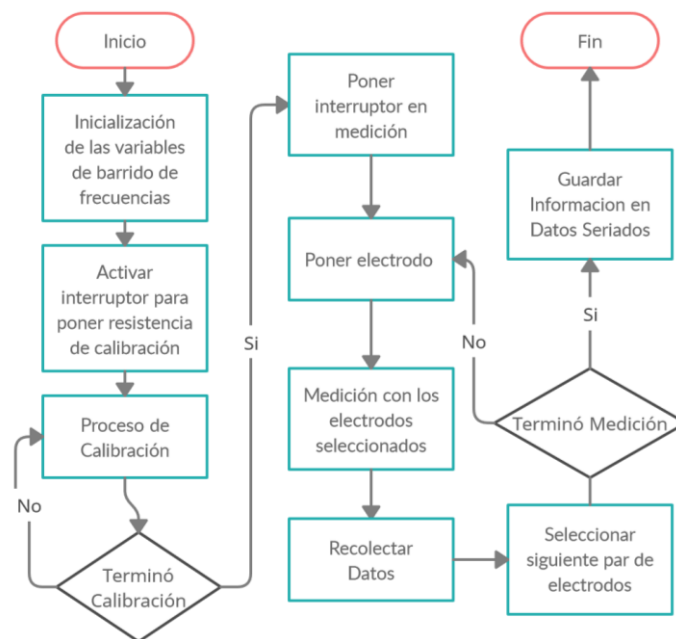 Inicio
Inicialización
de las variables
de barrido de
frecuencias
Activar
interruptor para
poner resistencia
de calibración
Proceso de
Calibración
No
Terminó
Calibración
Si
Poner
interruptor en
medición
Poner electrodo
Medición con los
electrodos
seleccionados
Recolectar
Datos
Seleccionar
siguiente par de
electrodos
Terminó Medición
No
Si
Guardar
Informacion en
Datos Seriados
Fin